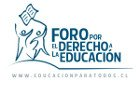 FORO POR
EL DERECHO A
LA EDUCACIÓN
WWW.EDUCACIONPARATODOS.CL